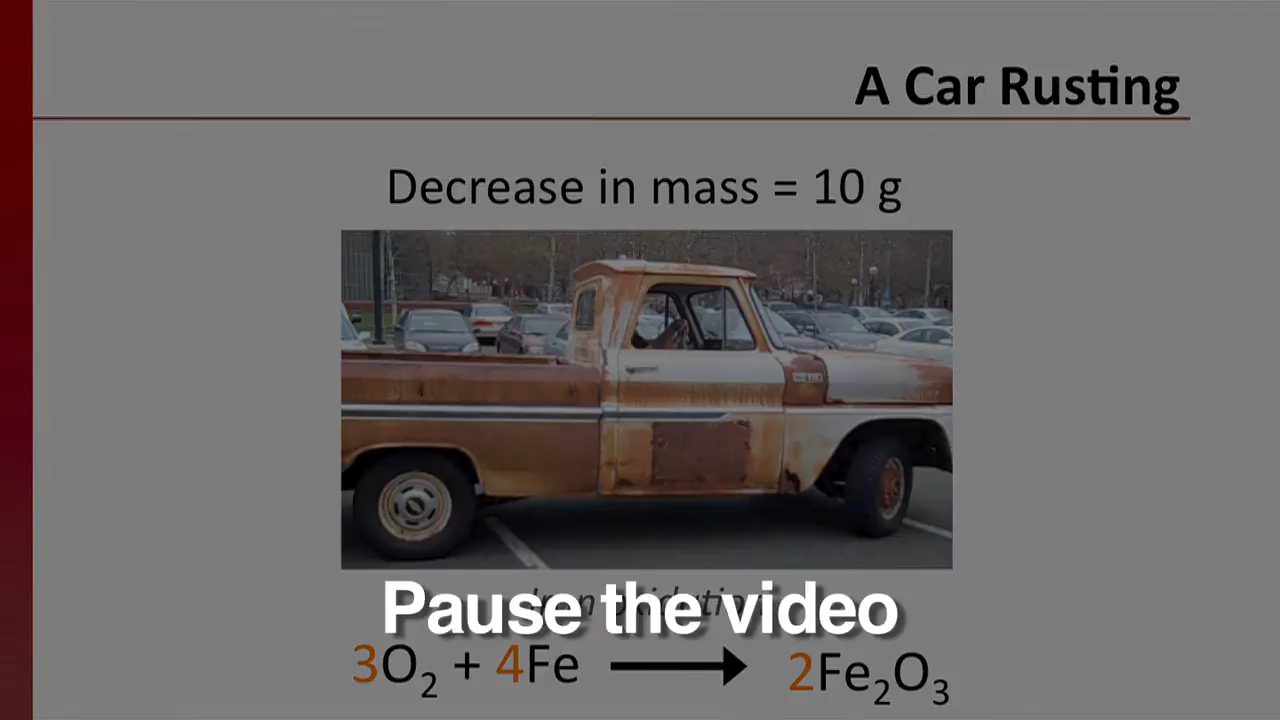 A Car Rusting
Decrease in mass = 10 g
Pause the video
3O₂ + 4Fe → 2Fe₂O₃